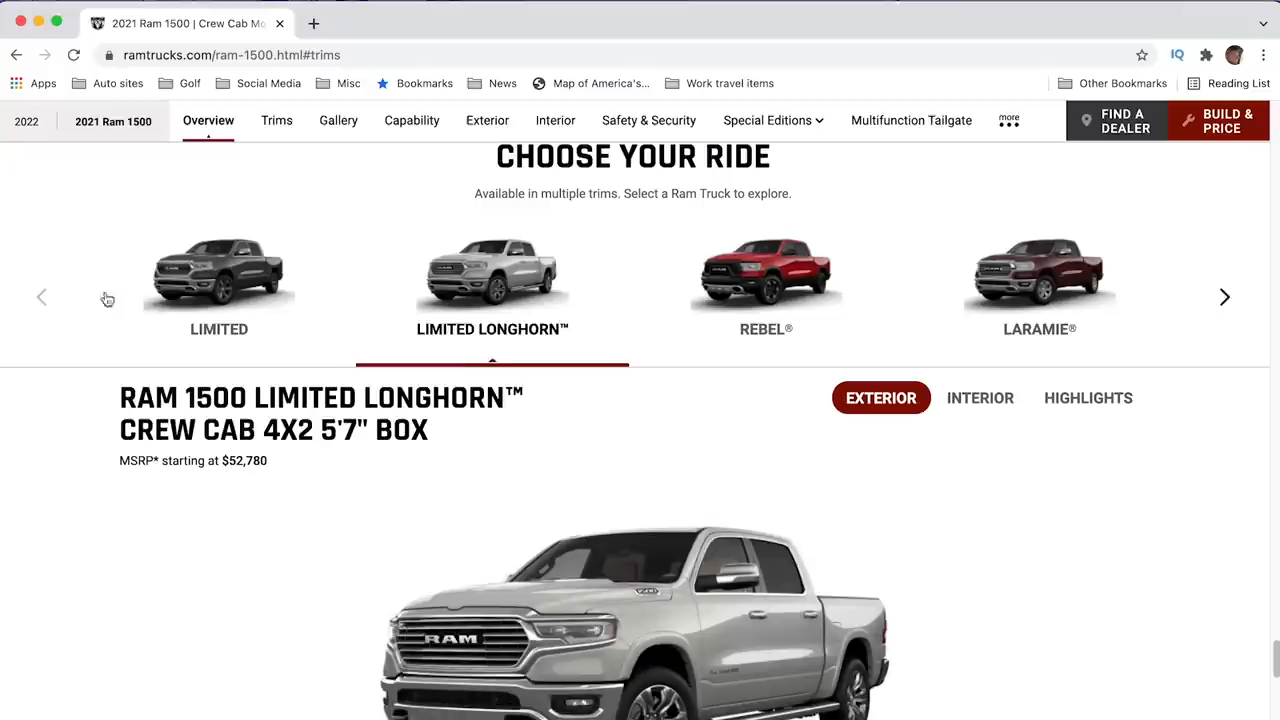 2021 Ram 1500 | Crew Cab Mo
ramtrucks.com/ram-1500.html#trims
IQ
Apps Auto sites Golf Social Media Misc Bookmarks News Map of America's... Work travel items Other Bookmarks Reading List
2022 2021 Ram 1500 Overview Trims Gallery Capability Exterior Interior Safety & Security Special Editions Multifunction Tailgate more FIND A DEALER BUILD & PRICE
CHOOSE YOUR RIDE
Available in multiple trims. Select a Ram Truck to explore.
LIMITED LIMITED LONGHORN™ REBEL® LARAMIE®
RAM 1500 LIMITED LONGHORN™
CREW CAB 4X2 5'7" BOX
EXTERIOR INTERIOR HIGHLIGHTS
MSRP* starting at $52,780
RAM